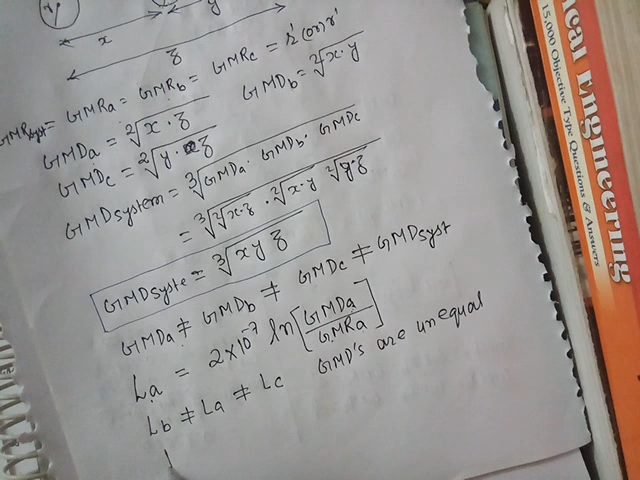 x y
z
GMRsyst = GMRa = GMRb = GMRc = r' (or) r'
GMDa = ²√x·z GMDb = ²√x·y
GMDc = ²√y·z
GMDsystem = ³√GMDa· GMDb· GMDc
= ³√²√x·z · ²√x·y ²√y·z
GMDsyste = ³√xyz
GMDa ≠ GMDb ≠ GMDc ≠ GMDsyst
La = 2×10⁻⁷ ln[GMDa/GMRa]
Lb ≠ La ≠ Lc GMD's are unequal
ical Engineering
15,000 Objective Type Questions & Answers